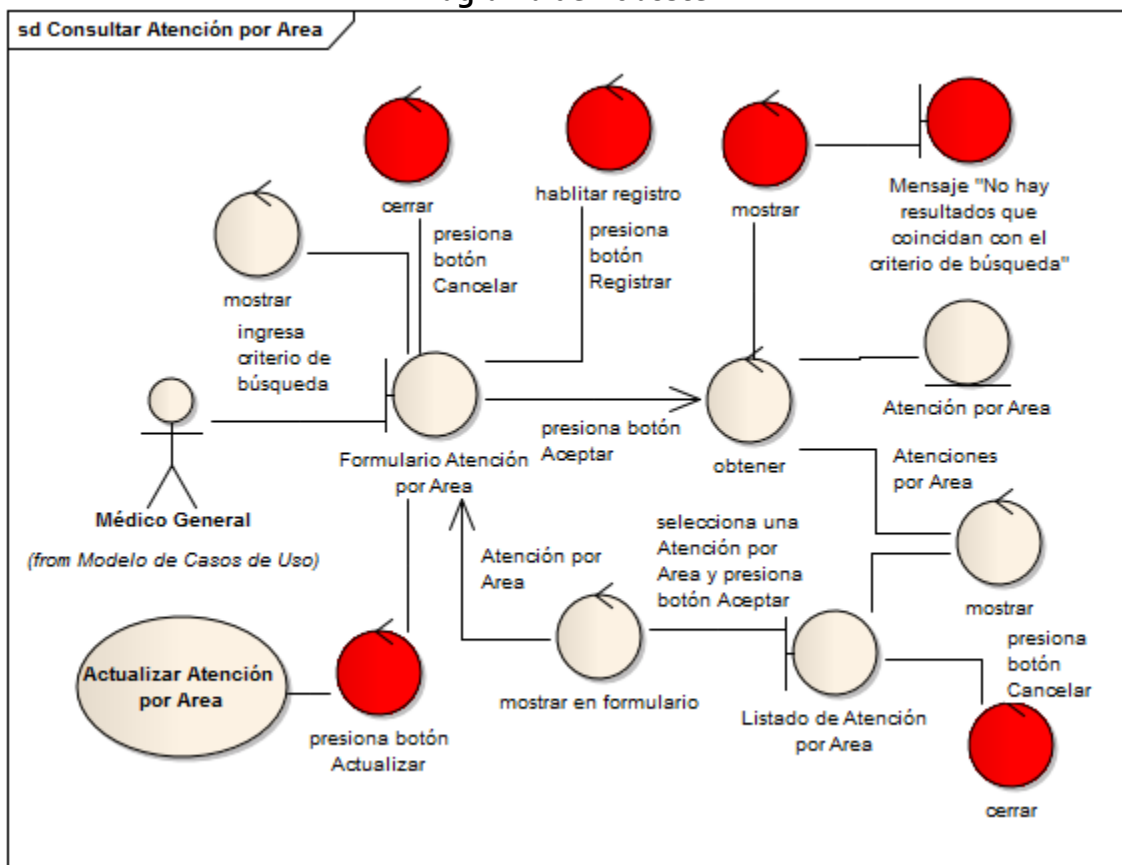 sd Consultar Atención por Area
cerrar
hablitar registro
mostrar
Mensaje "No hay
resultados que
coincidan con el
criterio de búsqueda"
presiona
botón
Cancelar
presiona
botón
Registrar
mostrar
ingresa
criterio de
búsqueda
Formulario Atención
por Area
presiona botón
Aceptar
obtener
Atención por Area
Atenciones
por Area
Médico General
(from Modelo de Casos de Uso)
Atención por
Area
selecciona una
Atención por
Area y presiona
botón Aceptar
mostrar
Actualizar Atención
por Area
presiona botón
Actualizar
mostrar en formulario
Listado de Atención
por Area
presiona
botón
Cancelar
cerrar